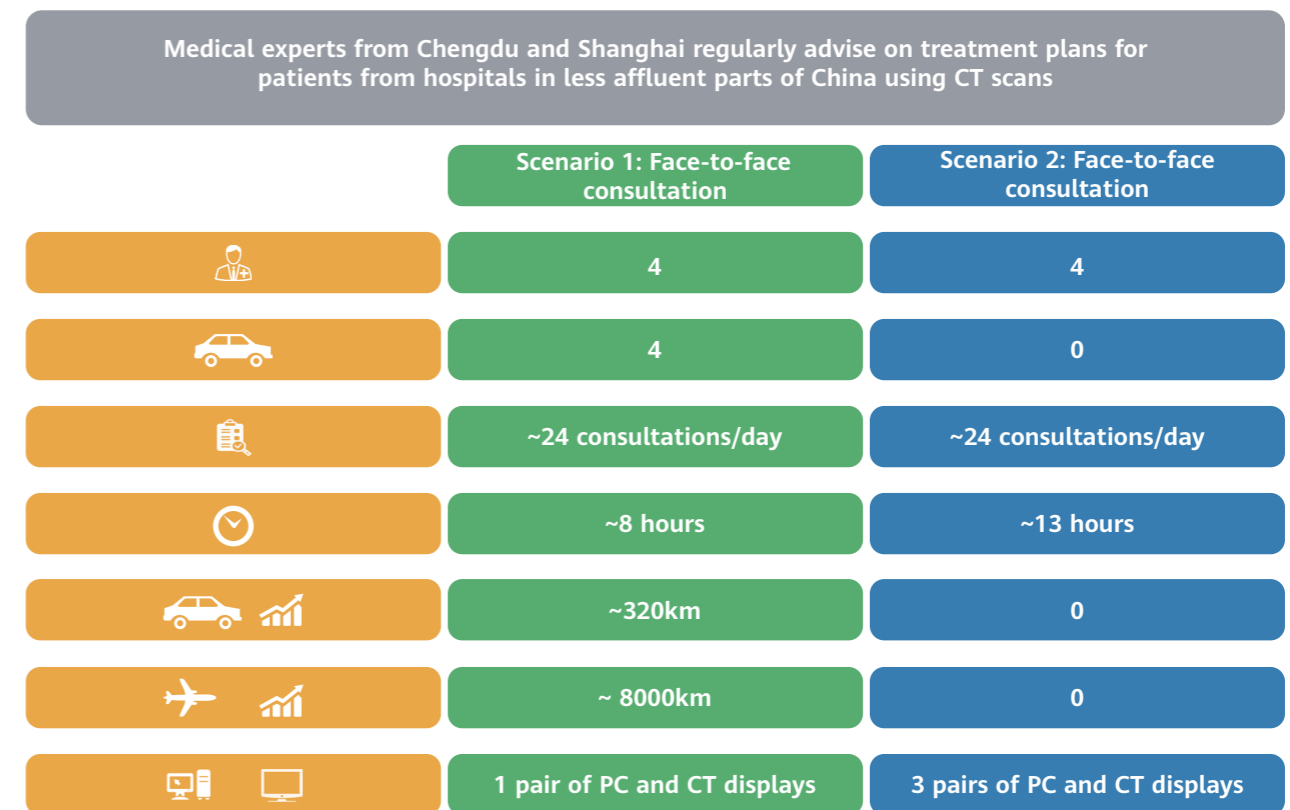 Medical experts from Chengdu and Shanghai regularly advise on treatment plans for
patients from hospitals in less affluent parts of China using CT scans
Scenario 1: Face-to-face
consultation
Scenario 2: Face-to-face
consultation
4
4
4
0
~24 consultations/day
~24 consultations/day
~8 hours
~13 hours
~320km
0
~ 8000km
0
1 pair of PC and CT displays
3 pairs of PC and CT displays